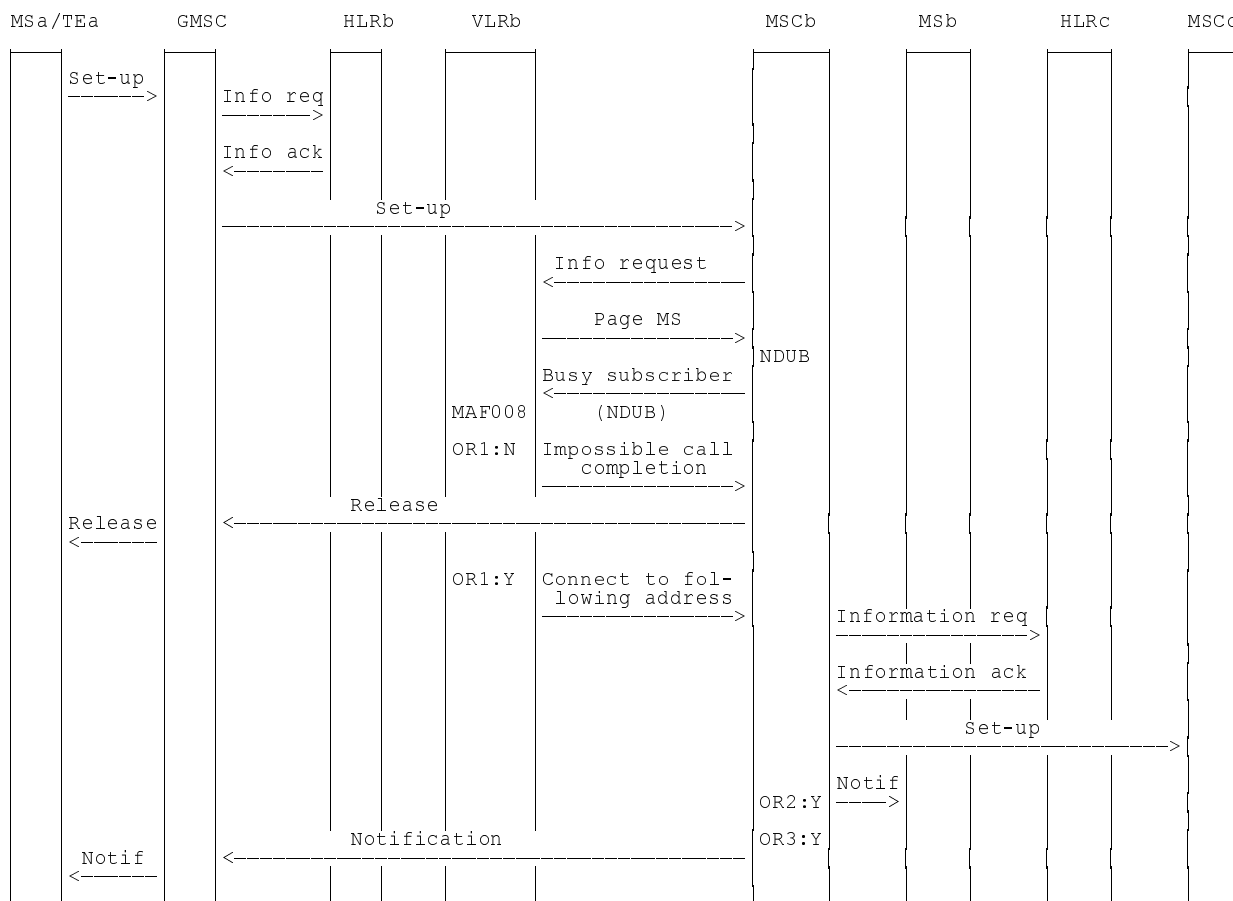 MSa/TEa GMSC HLRb VLRb MSCb MSb HLRc MSCc
Set-up
Info req
Info ack
Set-up
Info request
Page MS
NDUB
Busy subscriber
MAF008 (NDUB)
OR1:N Impossible call
completion
Release
Release
OR1:Y Connect to fol-
lowing address
Information req
Information ack
Set-up
Notif
OR2:Y
Notification OR3:Y
Notif